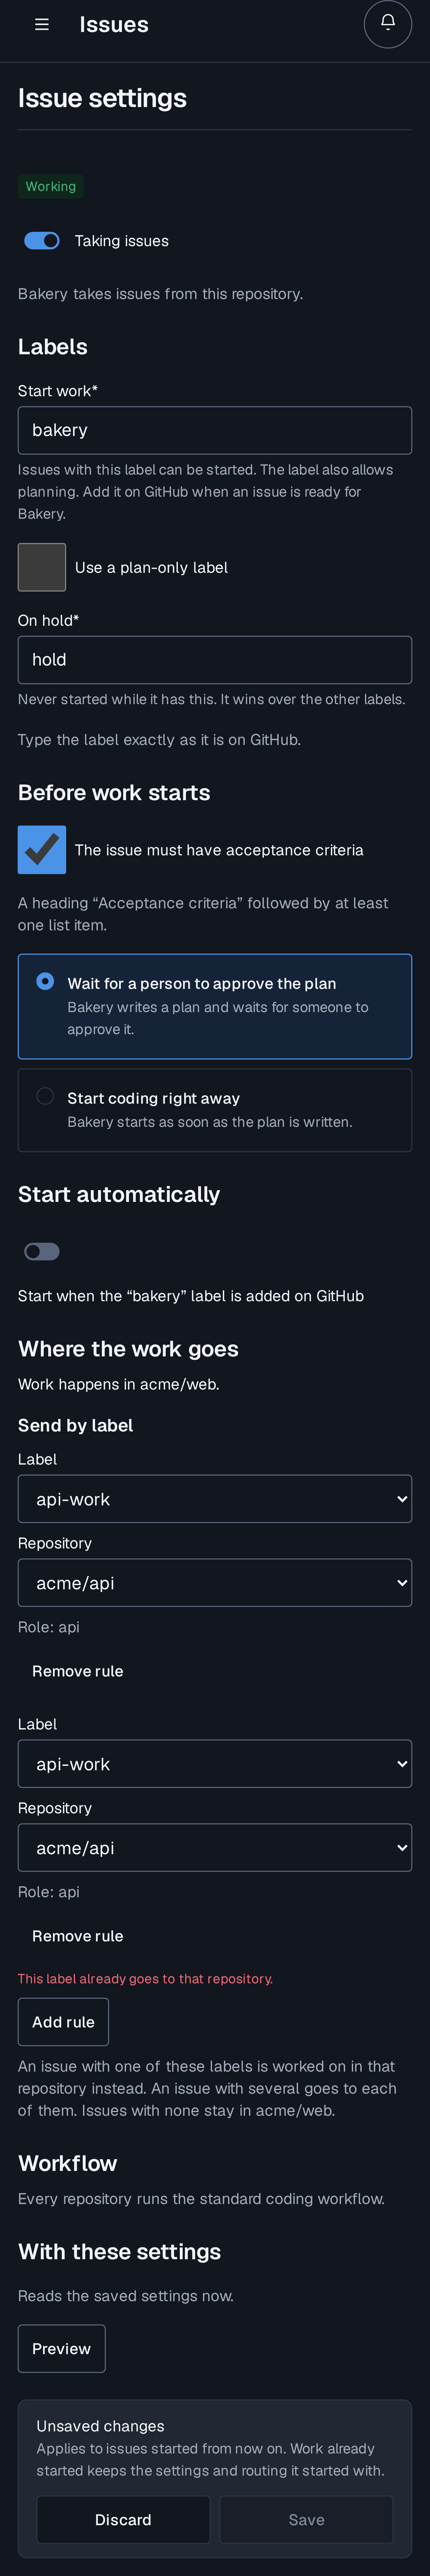 Issues
Issue settings
Working
Taking issues
Bakery takes issues from this repository.
Labels
Start work*
bakery
Issues with this label can be started. The label also allows
planning. Add it on GitHub when an issue is ready for
Bakery.
Use a plan-only label
On hold*
hold
Never started while it has this. It wins over the other labels.
Type the label exactly as it is on GitHub.
Before work starts
The issue must have acceptance criteria
A heading “Acceptance criteria” followed by at least
one list item.
Wait for a person to approve the plan
Bakery writes a plan and waits for someone to
approve it.
Start coding right away
Bakery starts as soon as the plan is written.
Start automatically
Start when the “bakery” label is added on GitHub
Where the work goes
Work happens in acme/web.
Send by label
Label
api-work
Repository
acme/api
Role: api
Remove rule
Label
api-work
Repository
acme/api
Role: api
Remove rule
This label already goes to that repository.
Add rule
An issue with one of these labels is worked on in that
repository instead. An issue with several goes to each
of them. Issues with none stay in acme/web.
Workflow
Every repository runs the standard coding workflow.
With these settings
Reads the saved settings now.
Preview
Unsaved changes
Applies to issues started from now on. Work already
started keeps the settings and routing it started with.
Discard
Save